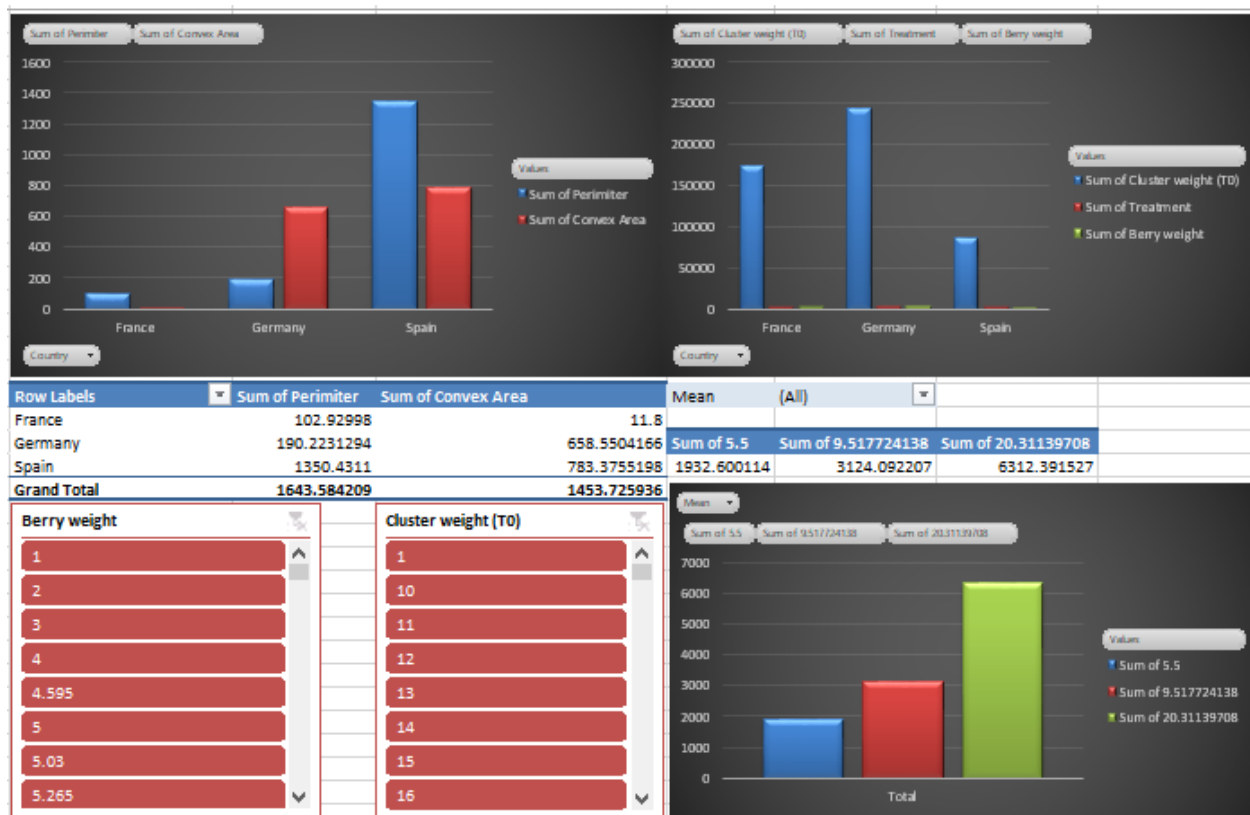 Sum of Perimiter Sum of Convex Area
1600
1400
1200
1000
800
600
400
200
0
France Germany Spain
Values
Sum of Perimiter
Sum of Convex Area
Country
Sum of Cluster weight (T0) Sum of Treatment Sum of Berry weight
300000
250000
200000
150000
100000
50000
0
France Germany Spain
Values
Sum of Cluster weight (T0)
Sum of Treatment
Sum of Berry weight
Country
Row Labels Sum of Perimiter Sum of Convex Area
France 102.92998 11.8
Germany 190.2231294 658.5504166
Spain 1350.4311 783.3755198
Grand Total 1643.584209 1453.725936
Mean (All)
Sum of 5.5 Sum of 9.517724138 Sum of 20.31139708
1932.600114 3124.092207 6312.391527
Berry weight
1
2
3
4
4.595
5
5.03
5.265
Cluster weight (T0)
1
10
11
12
13
14
15
16
Mean
Sum of 5.5 Sum of 9.517724138 Sum of 20.31139708
7000
6000
5000
4000
3000
2000
1000
0
Total
Values
Sum of 5.5
Sum of 9.517724138
Sum of 20.31139708